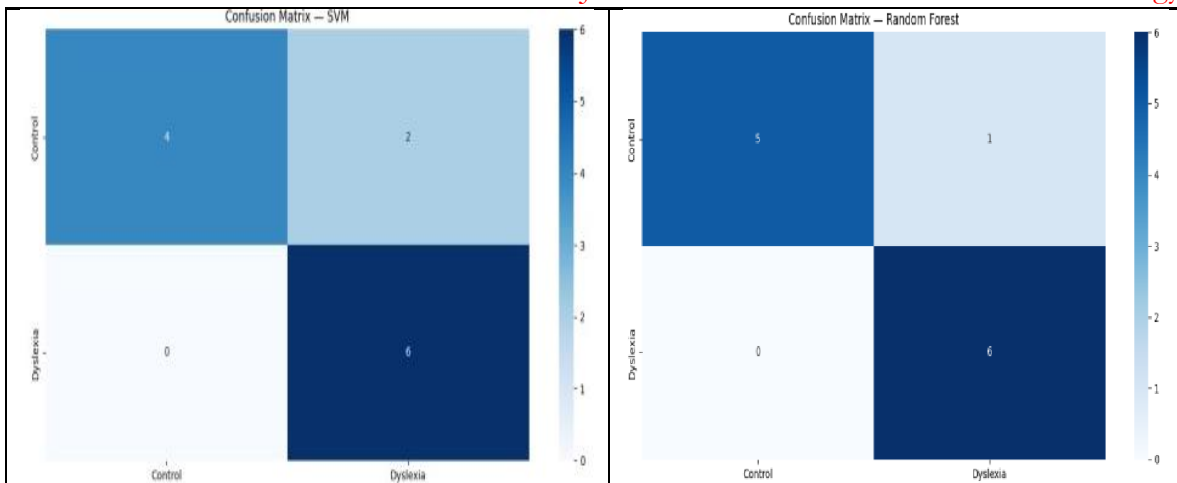 Confusion Matrix — SVM
Control
4
2
Dyslexia
0
6
Control
Dyslexia
6
5
4
3
2
1
0
Confusion Matrix — Random Forest
Control
5
1
Dyslexia
0
6
Control
Dyslexia
6
5
4
3
2
1
0